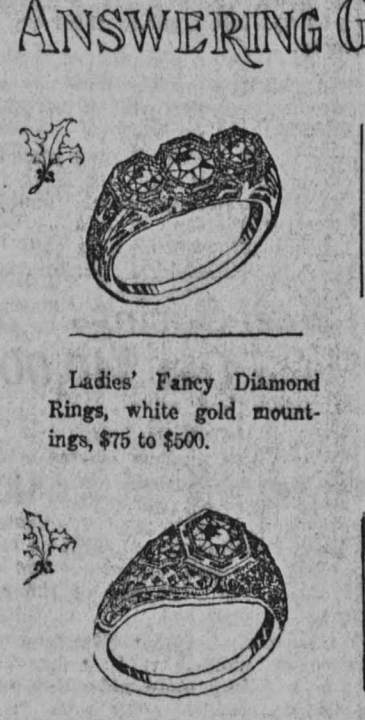 ANSWERING
Ladies' Fancy Diamond
Rings, white gold mount-
ings, $75 to $500.